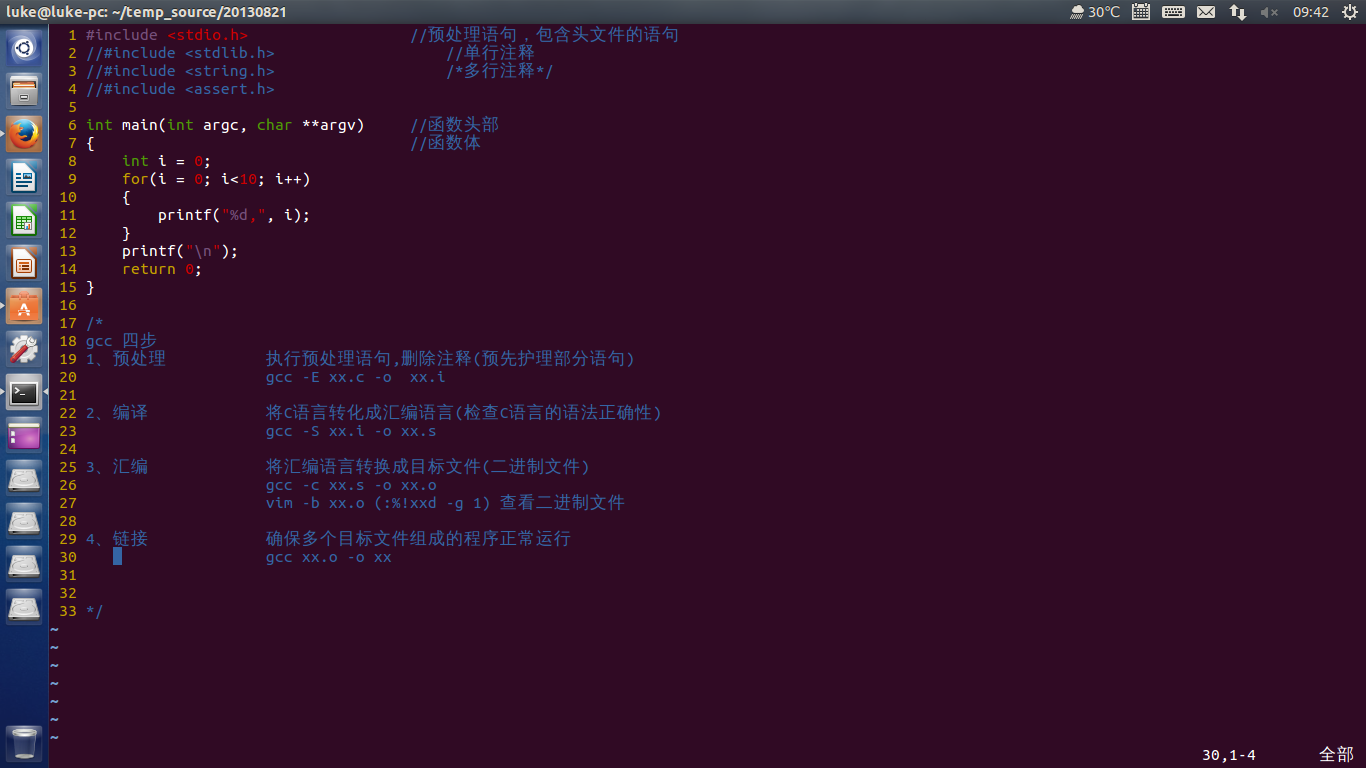 luke@luke-pc: ~/temp_source/20130821 30℃ 09:42
1 #include <stdio.h> //预处理语句，包含头文件的语句
2 //#include <stdlib.h> //单行注释
3 //#include <string.h> /*多行注释*/
4 //#include <assert.h>
5
6 int main(int argc, char **argv) //函数头部
7 { //函数体
8 int i = 0;
9 for(i = 0; i<10; i++)
10 {
11 printf("%d,", i);
12 }
13 printf("\n");
14 return 0;
15 }
16
17 /*
18 gcc 四步
19 1、预处理 执行预处理语句,删除注释(预先护理部分语句)
20 gcc -E xx.c -o  xx.i
21
22 2、编译 将C语言转化成汇编语言(检查C语言的语法正确性)
23 gcc -S xx.i -o xx.s
24
25 3、汇编 将汇编语言转换成目标文件(二进制文件)
26 gcc -c xx.s -o xx.o
27 vim -b xx.o (:%!xxd -g 1) 查看二进制文件
28
29 4、链接 确保多个目标文件组成的程序正常运行
30 gcc xx.o -o xx
31
32
33 */
~
~
~
~
~
~
~
30,1-4 全部